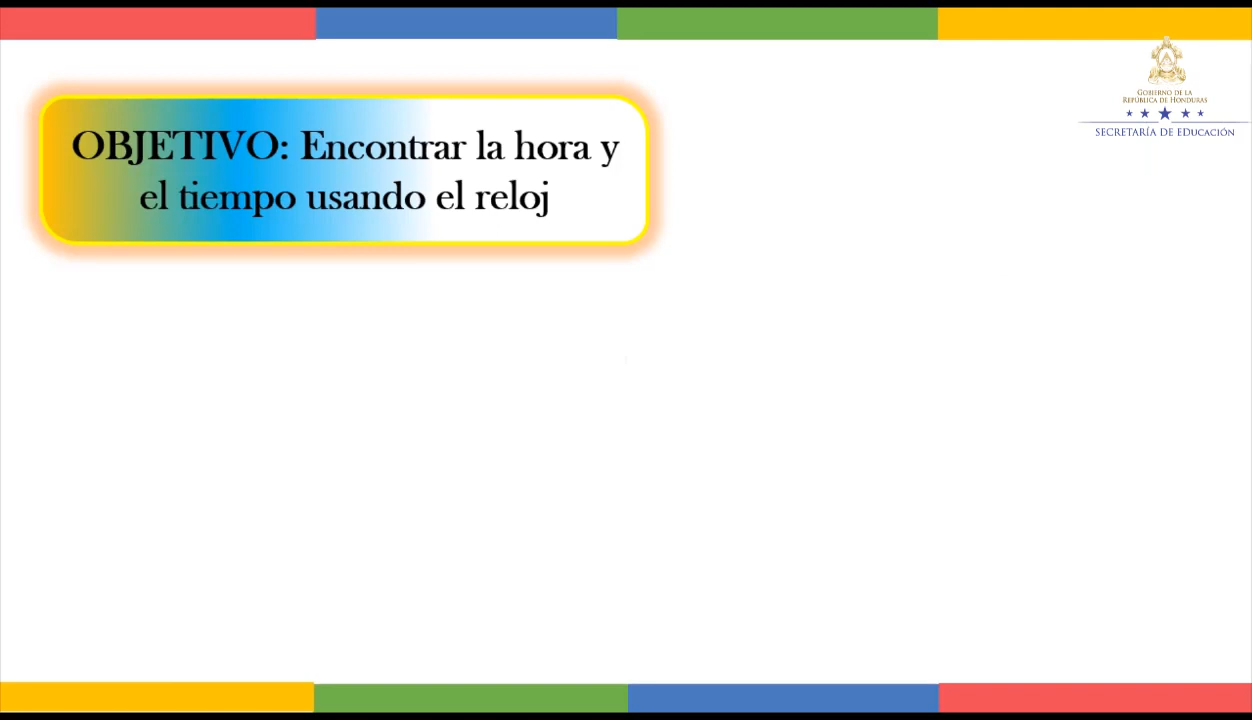 OBJETIVO: Encontrar la hora y
el tiempo usando el reloj
GOBIERNO DE LA
REPÚBLICA DE HONDURAS
SECRETARÍA DE EDUCACIÓN